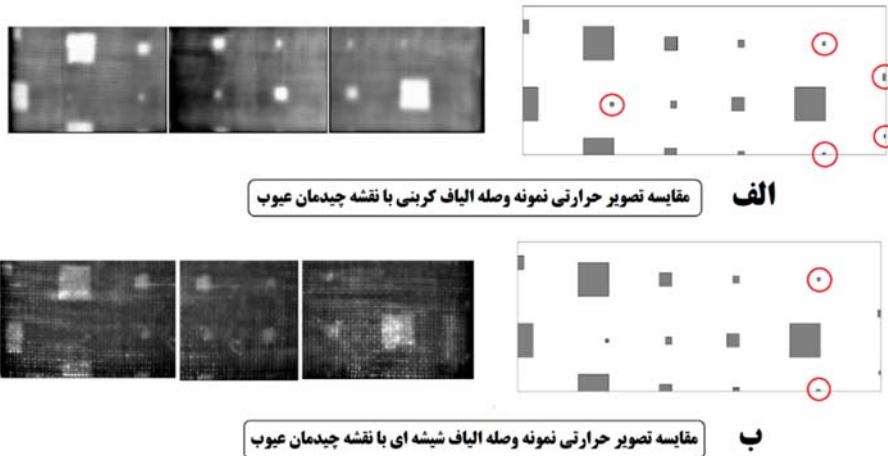 الف
مقایسه تصویر حرارتی نمونه وصله الیاف کربنی با نقشه چیدمان عیوب
ب
مقایسه تصویر حرارتی نمونه وصله الیاف شیشه ای با نقشه چیدمان عیوب